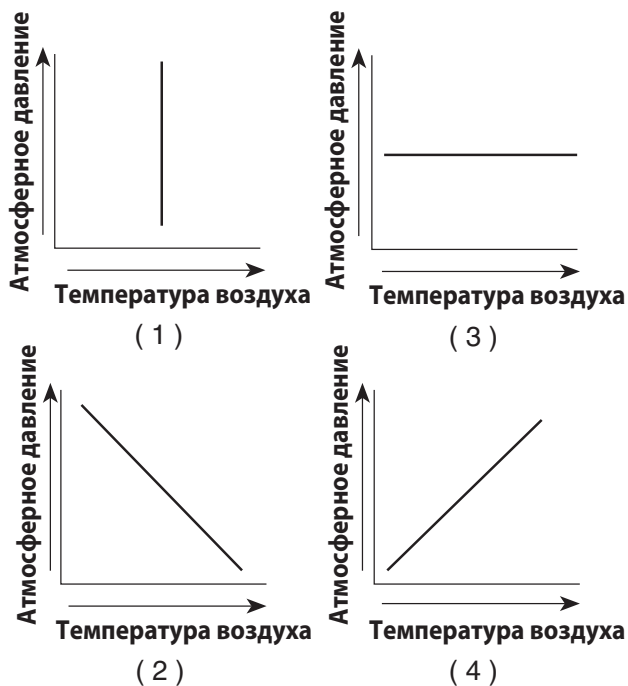 Атмосферное давление
Температура воздуха
( 1 )
Атмосферное давление
Температура воздуха
( 3 )
Атмосферное давление
Температура воздуха
( 2 )
Атмосферное давление
Температура воздуха
( 4 )